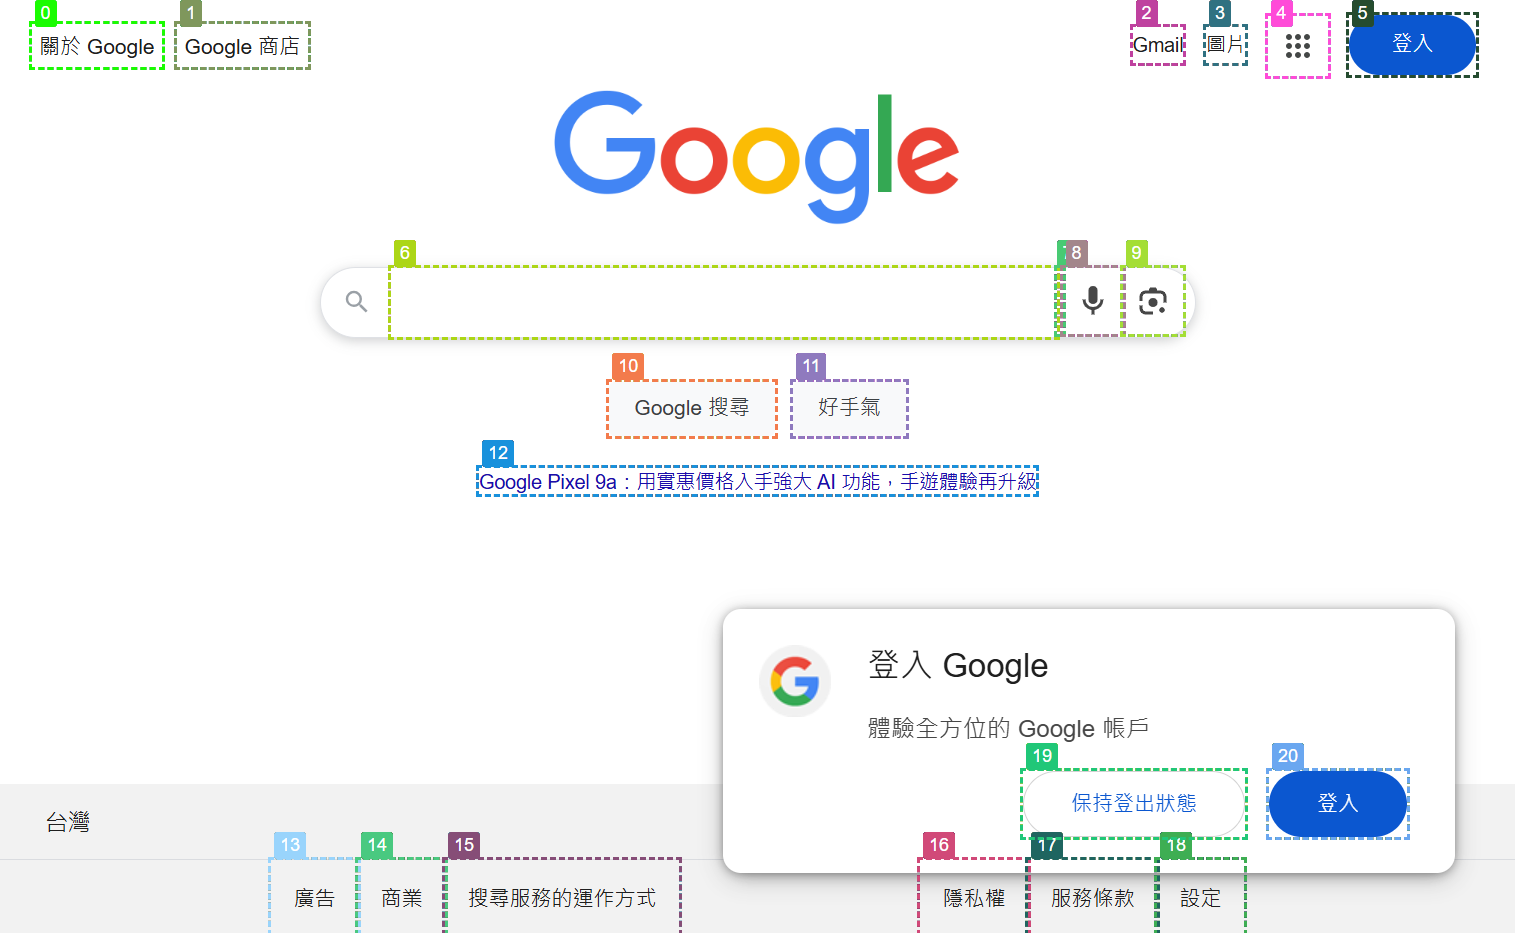 0 1 2 3 4 5
關於 Google Google 商店 Gmail 圖片 登入
Google
6 8 9
10 11
Google 搜尋 好手氣
12
Google Pixel 9a：用實惠價格入手強大 AI 功能，手遊體驗再升級
登入 Google
體驗全方位的 Google 帳戶
19 20
保持登出狀態 登入
台灣
13 14 15 16 17 18
廣告 商業 搜尋服務的運作方式 隱私權 服務條款 設定